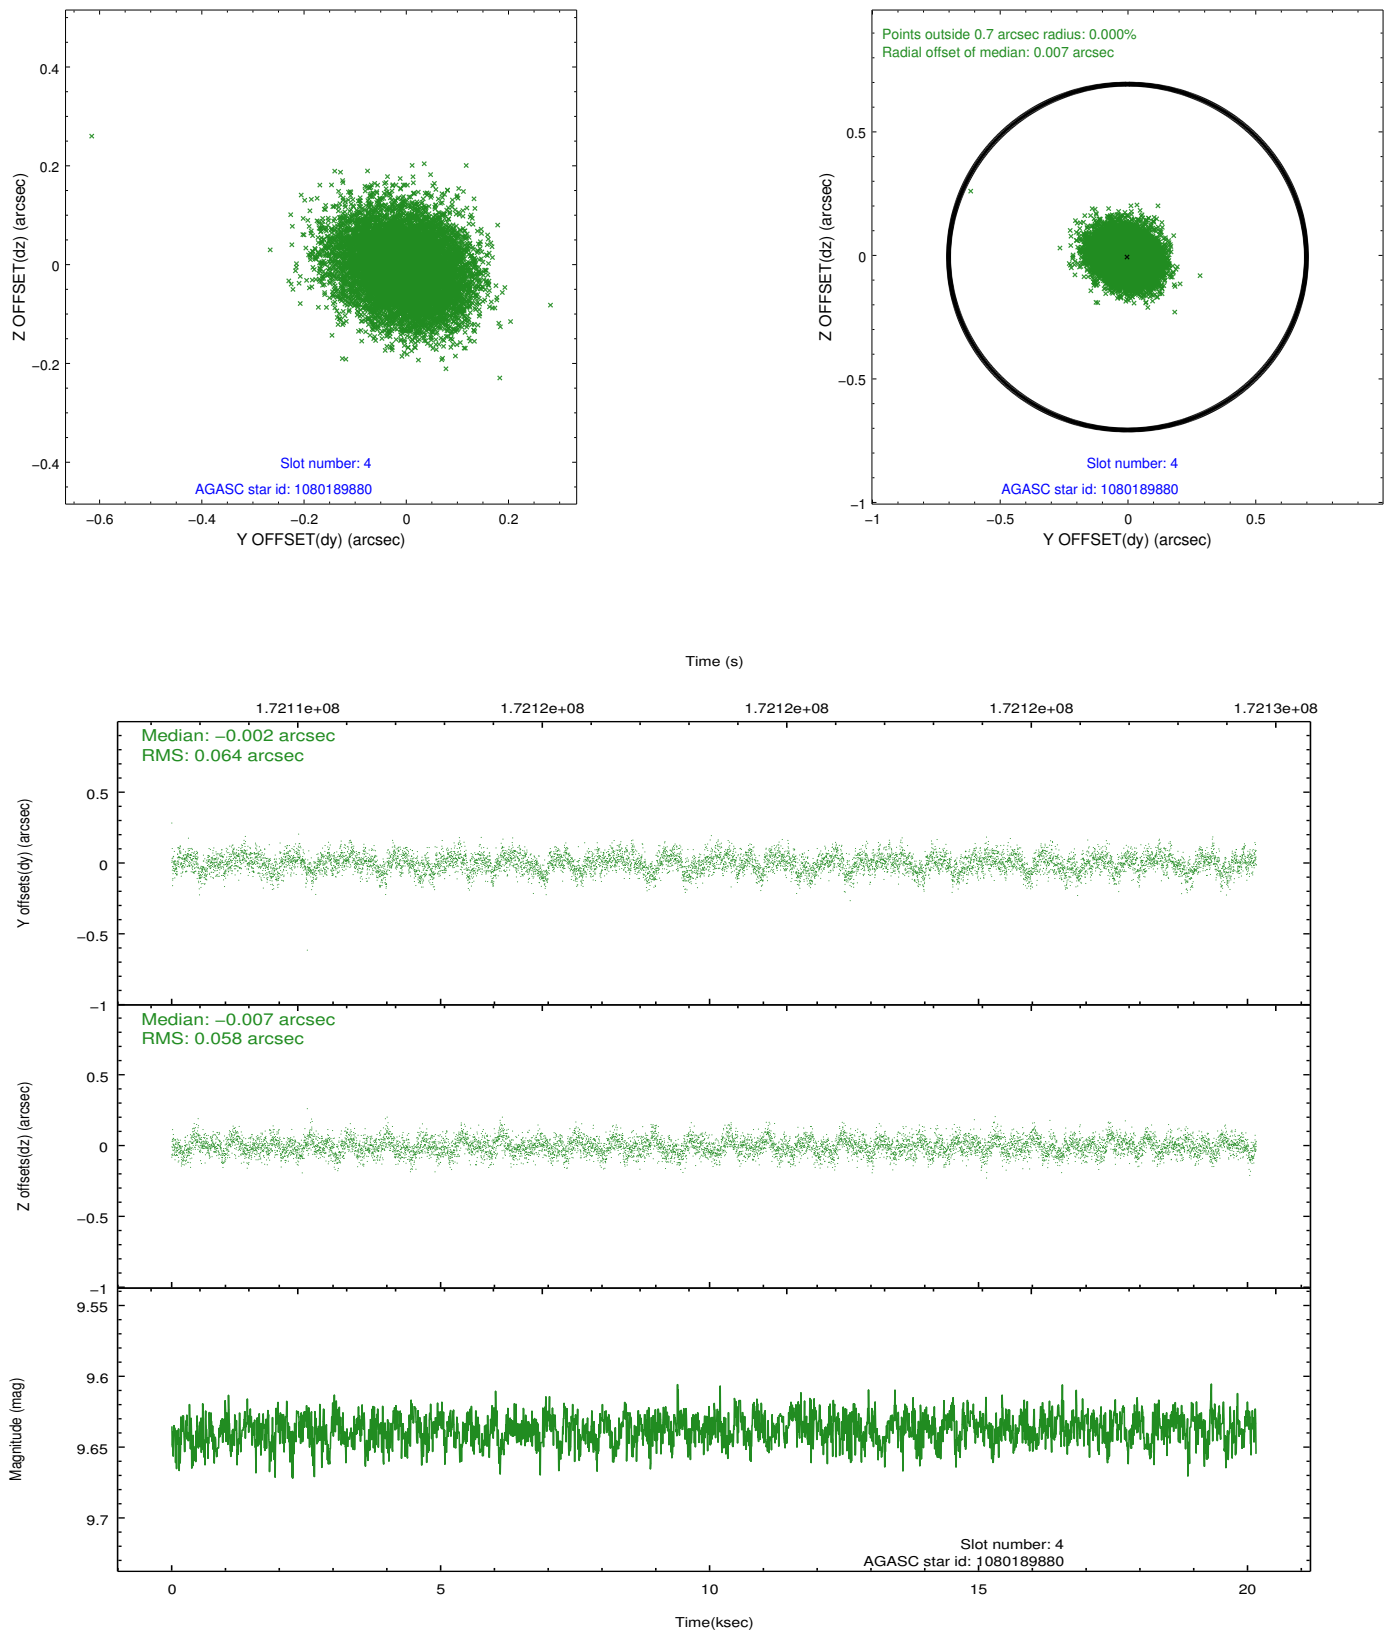 0.4
0.2
0
−0.2
−0.4
Z OFFSET(dz) (arcsec)
Slot number: 4
AGASC star id: 1080189880
−0.6
−0.4
−0.2
0
0.2
Y OFFSET(dy) (arcsec)
Points outside 0.7 arcsec radius: 0.000%
Radial offset of median: 0.007 arcsec
0.5
0
−0.5
−1
Z OFFSET(dz) (arcsec)
Slot number: 4
AGASC star id: 1080189880
−1
−0.5
0
0.5
Y OFFSET(dy) (arcsec)
Time (s)
1.7211e+08
1.7212e+08
1.7212e+08
1.7212e+08
1.7213e+08
Median: −0.002 arcsec
RMS: 0.064 arcsec
0.5
0
−0.5
−1
Y offsets(dy) (arcsec)
Median: −0.007 arcsec
RMS: 0.058 arcsec
0.5
0
−0.5
−1
Z offsets(dz) (arcsec)
9.55
9.6
9.65
9.7
Magnitude (mag)
Slot number: 4
AGASC star id: 1080189880
0
5
10
15
20
Time(ksec)